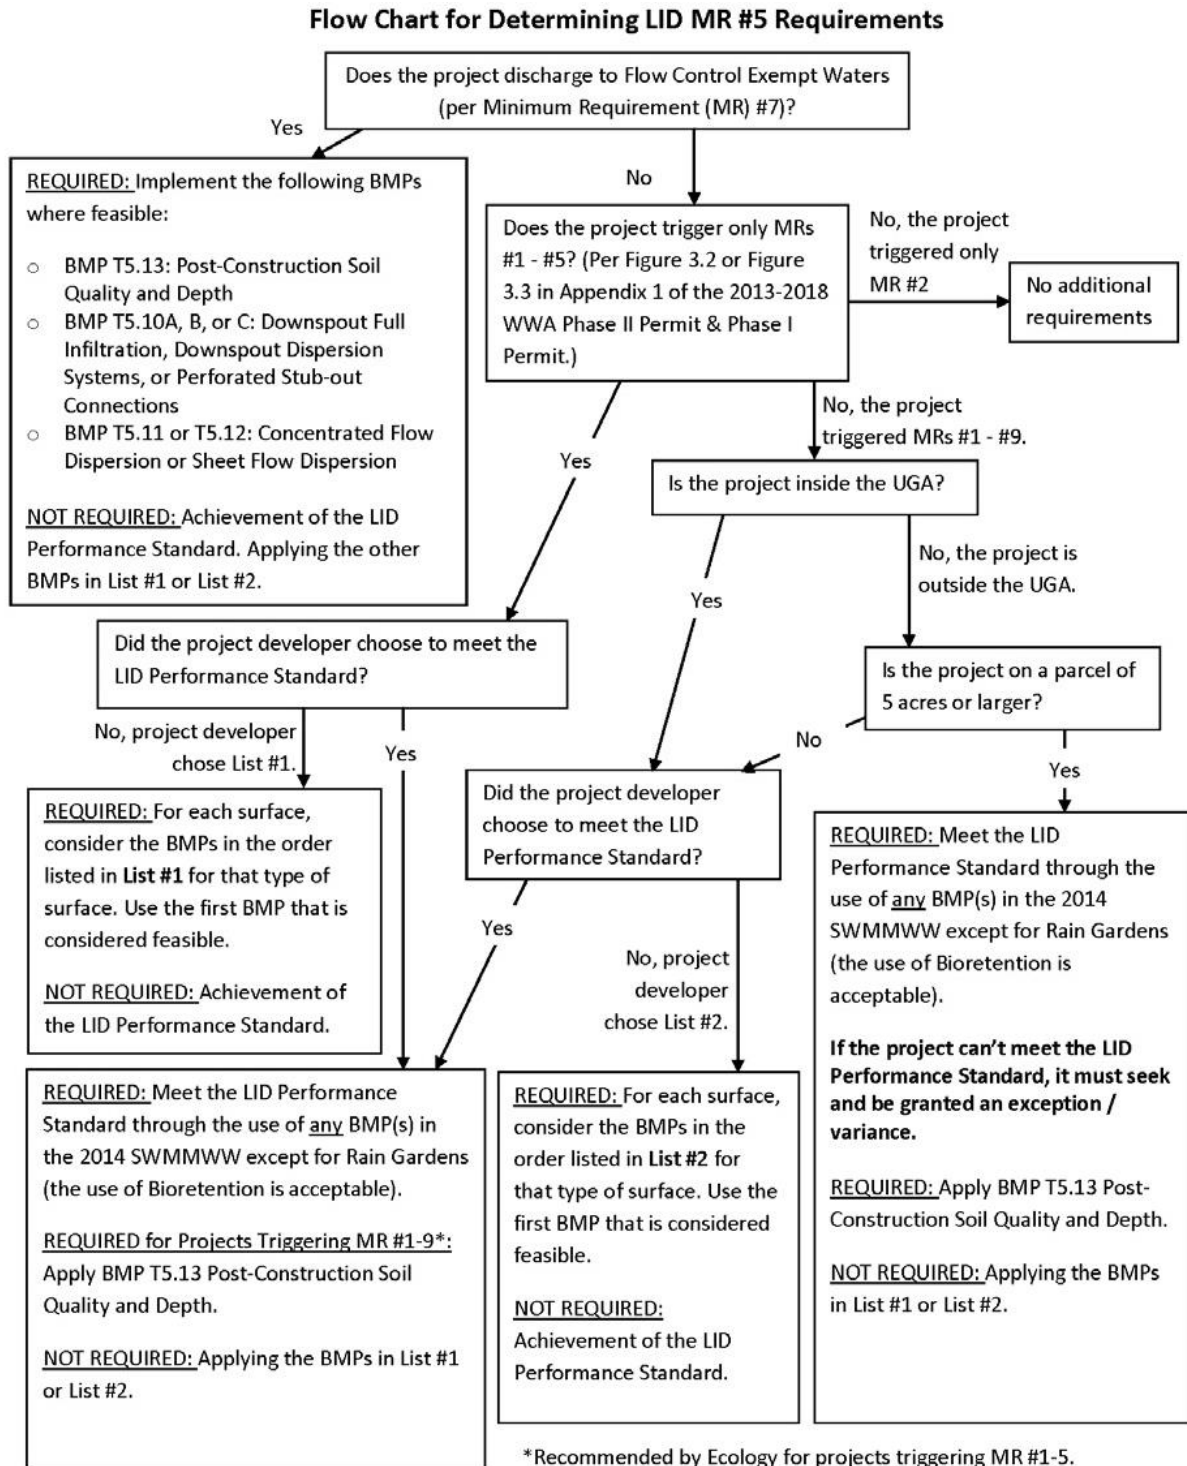 Flow Chart for Determining LID MR #5 Requirements
Does the project discharge to Flow Control Exempt Waters
(per Minimum Requirement (MR) #7)?
Yes
No
REQUIRED: Implement the following BMPs
where feasible:
○ BMP T5.13: Post-Construction Soil
Quality and Depth
○ BMP T5.10A, B, or C: Downspout Full
Infiltration, Downspout Dispersion
Systems, or Perforated Stub-out
Connections
○ BMP T5.11 or T5.12: Concentrated Flow
Dispersion or Sheet Flow Dispersion
NOT REQUIRED: Achievement of the LID
Performance Standard. Applying the other
BMPs in List #1 or List #2.
Does the project trigger only MRs
#1 - #5? (Per Figure 3.2 or Figure
3.3 in Appendix 1 of the 2013-2018
WWA Phase II Permit & Phase I
Permit.)
No, the project
triggered only
MR #2
No additional
requirements
Yes
No, the project
triggered MRs #1 - #9.
Is the project inside the UGA?
Yes
No, the project is
outside the UGA.
Did the project developer choose to meet the
LID Performance Standard?
Is the project on a parcel of
5 acres or larger?
No, project developer
chose List #1.
Yes
No
Yes
Did the project developer
choose to meet the LID
Performance Standard?
REQUIRED: For each surface,
consider the BMPs in the order
listed in List #1 for that type of
surface. Use the first BMP that is
considered feasible.
NOT REQUIRED: Achievement of
the LID Performance Standard.
Yes
No, project
developer
chose List #2.
REQUIRED: Meet the LID
Performance Standard through the
use of any BMP(s) in the 2014
SWMMWW except for Rain Gardens
(the use of Bioretention is
acceptable).
If the project can't meet the LID
Performance Standard, it must seek
and be granted an exception /
variance.
REQUIRED: Apply BMP T5.13 Post-
Construction Soil Quality and Depth.
NOT REQUIRED: Applying the BMPs
in List #1 or List #2.
REQUIRED: Meet the LID Performance
Standard through the use of any BMP(s) in
the 2014 SWMMWW except for Rain Gardens
(the use of Bioretention is acceptable).
REQUIRED for Projects Triggering MR #1-9*:
Apply BMP T5.13 Post-Construction Soil
Quality and Depth.
NOT REQUIRED: Applying the BMPs in List #1
or List #2.
REQUIRED: For each surface,
consider the BMPs in the
order listed in List #2 for
that type of surface. Use the
first BMP that is considered
feasible.
NOT REQUIRED:
Achievement of the LID
Performance Standard.
*Recommended by Ecology for projects triggering MR #1-5.